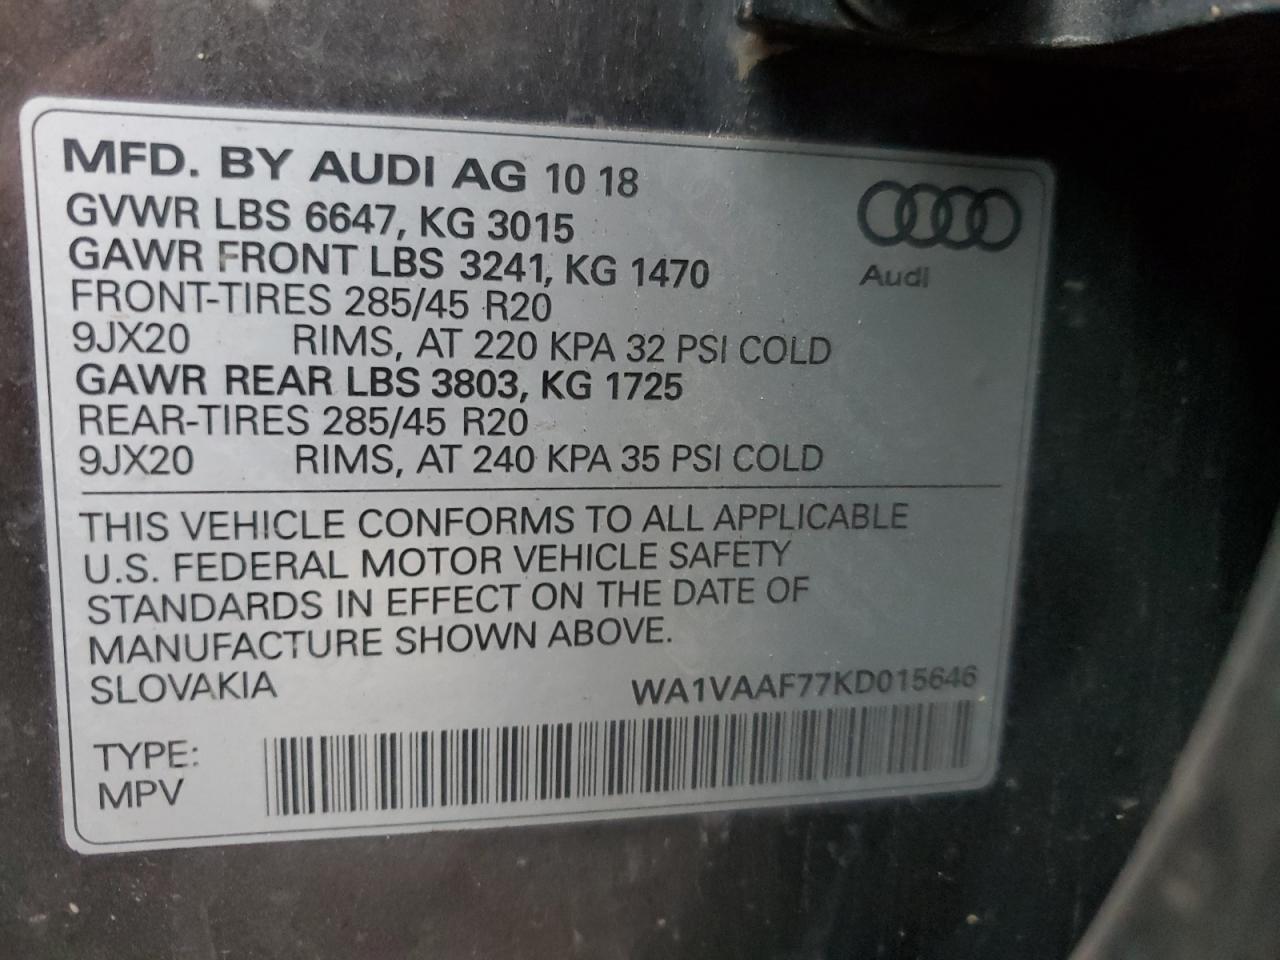 MFD. BY AUDI AG 10 18
GVWR LBS 6647, KG 3015
GAWR FRONT LBS 3241, KG 1470
FRONT-TIRES 285/45 R20
9JX20 RIMS, AT 220 KPA 32 PSI COLD
GAWR REAR LBS 3803, KG 1725
REAR-TIRES 285/45 R20
9JX20 RIMS, AT 240 KPA 35 PSI COLD
Audi
THIS VEHICLE CONFORMS TO ALL APPLICABLE
U.S. FEDERAL MOTOR VEHICLE SAFETY
STANDARDS IN EFFECT ON THE DATE OF
MANUFACTURE SHOWN ABOVE.
SLOVAKIA WA1VAAF77KD015646
TYPE:
MPV